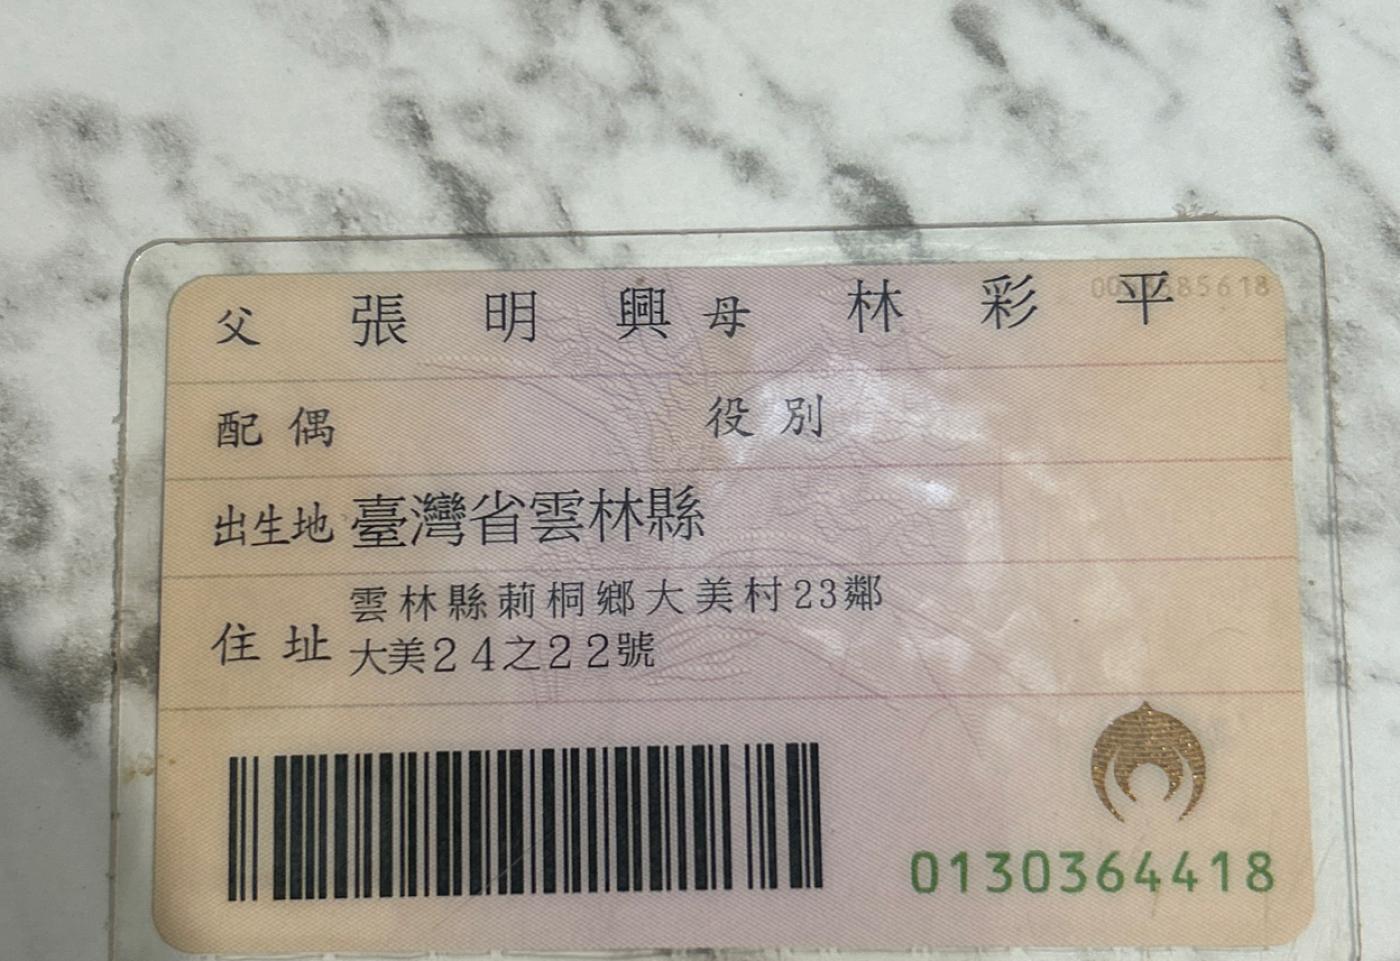 父 張明興 母 林彩平
配偶 役別
出生地 臺灣省雲林縣
住址 雲林縣莿桐鄉大美村23鄰
大美24之22號
0130364418